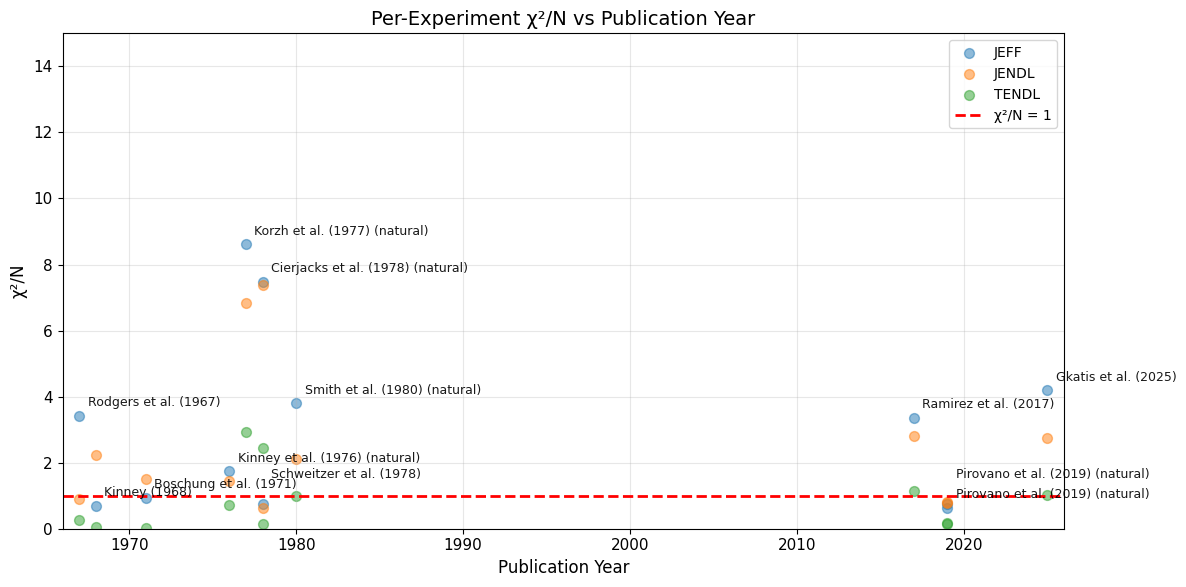 Per-Experiment χ²/N vs Publication Year
JEFF
JENDL
TENDL
χ²/N = 1
χ²/N
14
12
10
8
6
4
2
0
Korzh et al. (1977) (natural)
Cierjacks et al. (1978) (natural)
Gkatis et al. (2025)
Smith et al. (1980) (natural)
Rodgers et al. (1967)
Ramirez et al. (2017)
Kinney et al. (1976) (natural)
Schweitzer et al. (1978)
Pirovano et al. (2019) (natural)
Boschung et al. (1971)
Kinney (1968)
Pirovano et al. (2019) (natural)
1970
1980
1990
2000
2010
2020
Publication Year